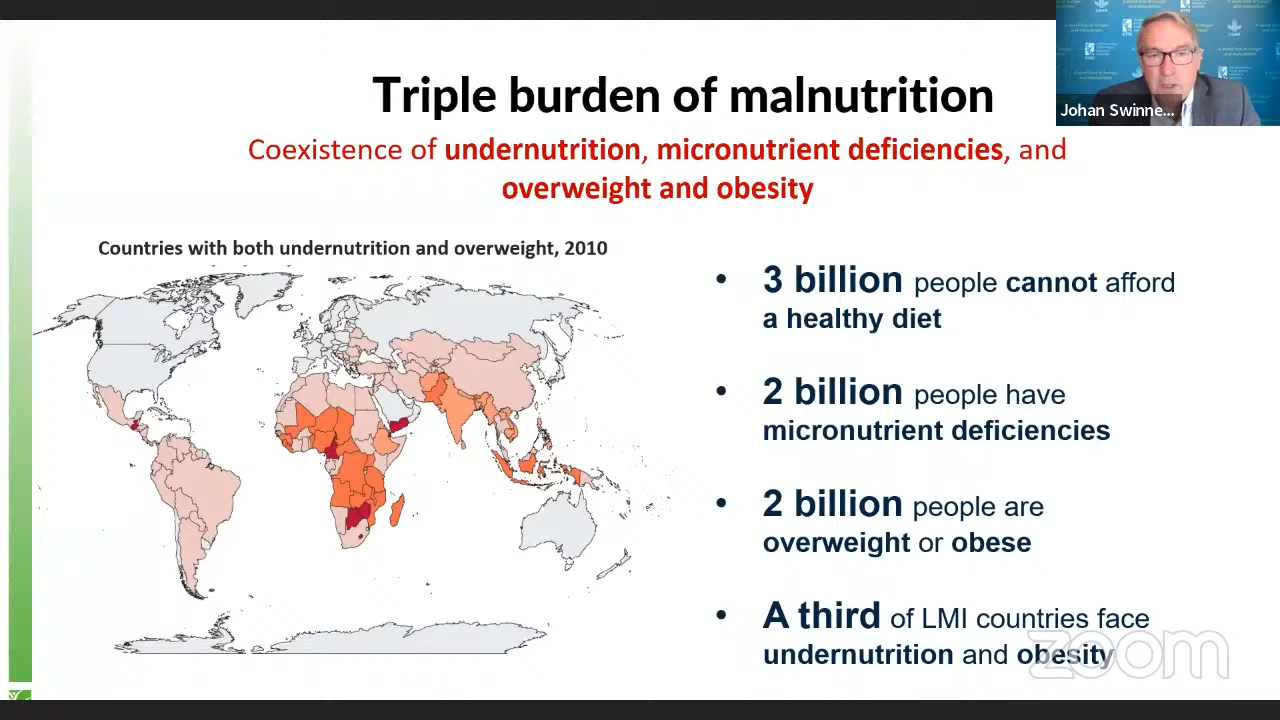 Triple burden of malnutrition
Coexistence of undernutrition, micronutrient deficiencies, and
overweight and obesity
Johan Swinne...
Countries with both undernutrition and overweight, 2010
• 3 billion people cannot afford
a healthy diet
• 2 billion people have
micronutrient deficiencies
• 2 billion people are
overweight or obese
• A third of LMI countries face
undernutrition and obesity
zoom